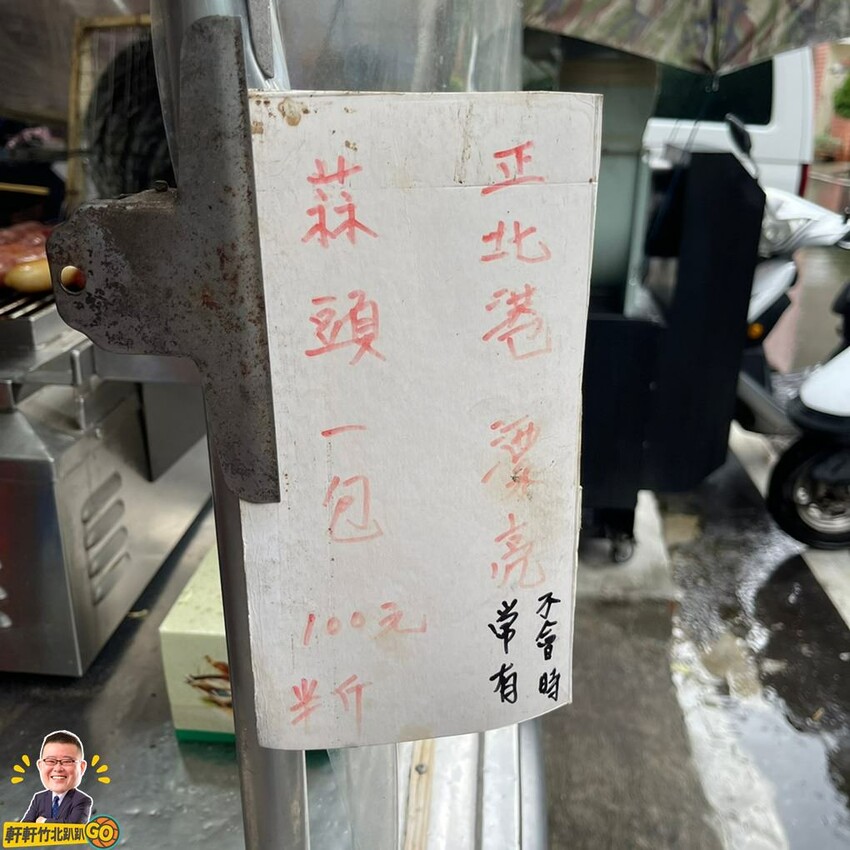 正北港 漂亮
不會時
常有
蒜頭一包
100元
半斤
軒軒竹北趴趴GO